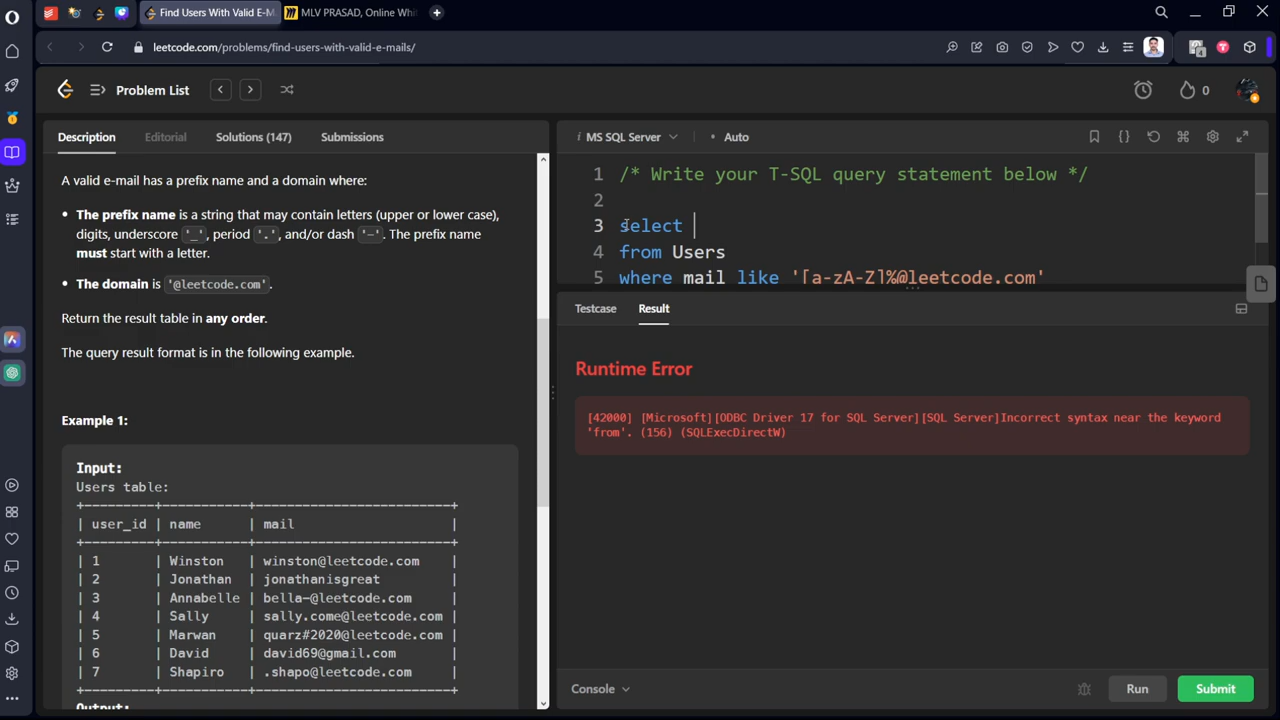 Find Users With Valid E-M
MLV PRASAD, Online Whit
leetcode.com/problems/find-users-with-valid-e-mails/
Problem List
0
Description
Editorial
Solutions (147)
Submissions
A valid e-mail has a prefix name and a domain where:
The prefix name is a string that may contain letters (upper or lower case),
digits, underscore '_', period '.', and/or dash '-'. The prefix name
must start with a letter.
The domain is '@leetcode.com'.
Return the result table in any order.
The query result format is in the following example.
Example 1:
Input:
Users table:
+---------+-----------+-------------------------+
| user_id | name      | mail                    |
+---------+-----------+-------------------------+
| 1       | Winston   | winston@leetcode.com    |
| 2       | Jonathan  | jonathanisgreat         |
| 3       | Annabelle | bella-@leetcode.com     |
| 4       | Sally     | sally.come@leetcode.com |
| 5       | Marwan    | quarz#2020@leetcode.com |
| 6       | David     | david69@gmail.com       |
| 7       | Shapiro   | .shapo@leetcode.com     |
+---------+-----------+-------------------------+
Output:
i MS SQL Server
• Auto
1 /* Write your T-SQL query statement below */
2
3 select
4 from Users
5 where mail like '[a-zA-Z]%@leetcode.com'
Testcase
Result
Runtime Error
[42000] [Microsoft][ODBC Driver 17 for SQL Server][SQL Server]Incorrect syntax near the keyword
'from'. (156) (SQLExecDirectW)
Console
Run
Submit